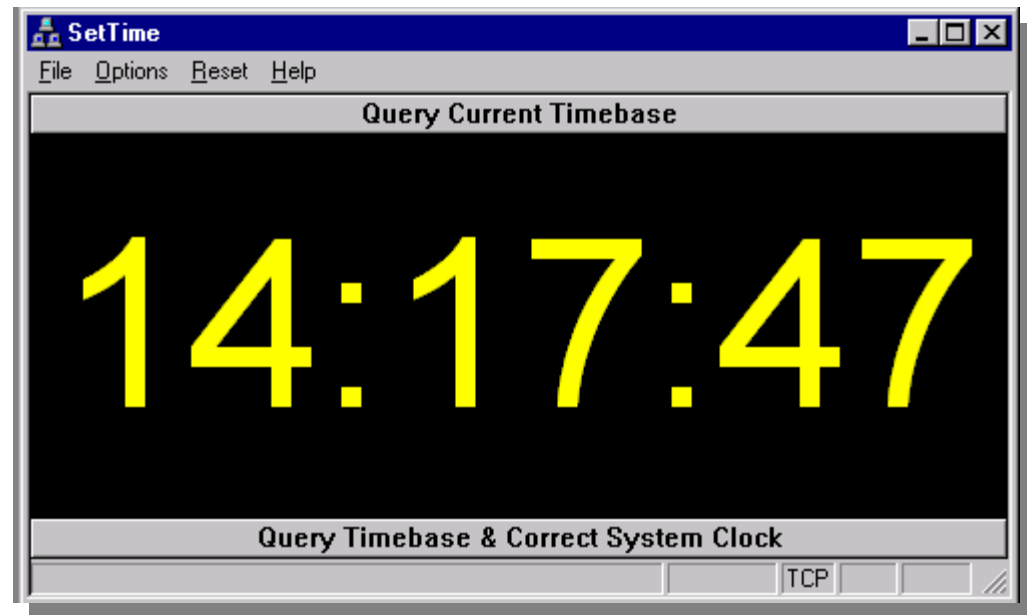 SetTime
File Options Reset Help
Query Current Timebase
14:17:47
Query Timebase & Correct System Clock
TCP